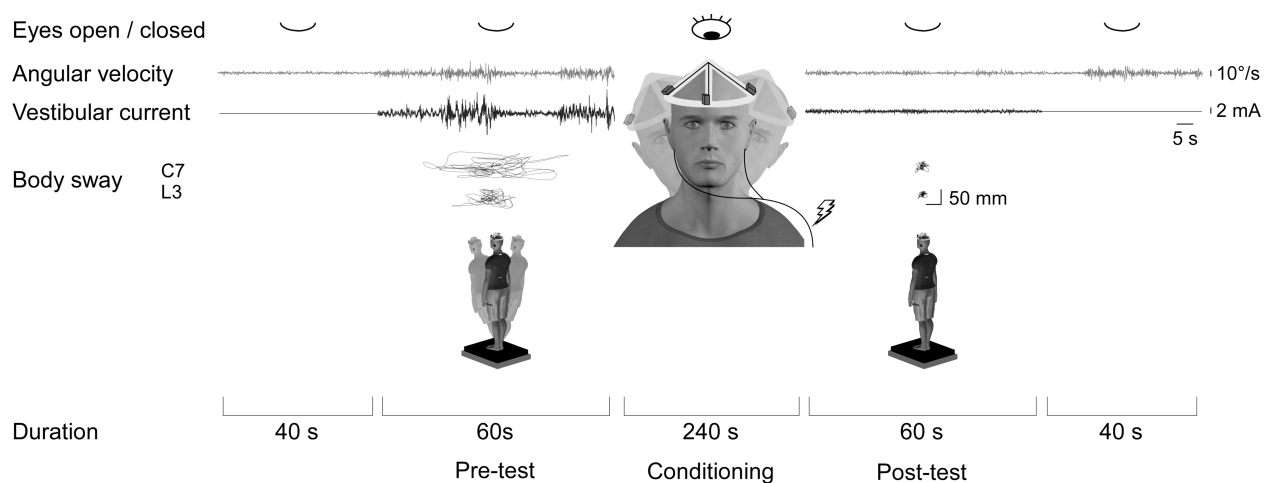 Eyes open / closed
Angular velocity
10°/s
Vestibular current
2 mA
5 s
Body sway
C7
L3
50 mm
Duration
40 s
60s
240 s
60 s
40 s
Pre-test
Conditioning
Post-test